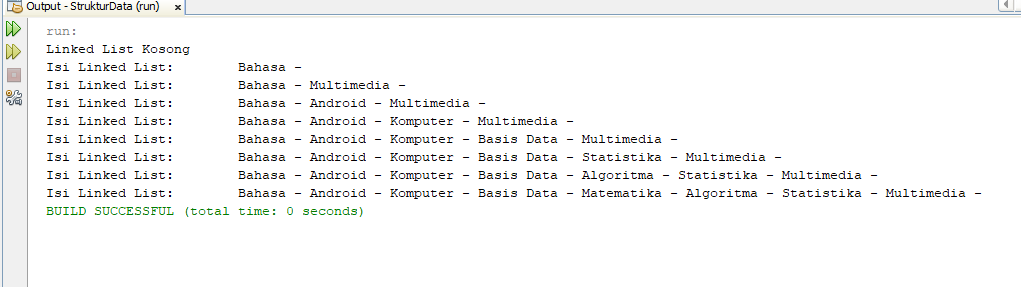 Output - StrukturData (run) x
run:
Linked List Kosong
Isi Linked List:        Bahasa -
Isi Linked List:        Bahasa - Multimedia -
Isi Linked List:        Bahasa - Android - Multimedia -
Isi Linked List:        Bahasa - Android - Komputer - Multimedia -
Isi Linked List:        Bahasa - Android - Komputer - Basis Data - Multimedia -
Isi Linked List:        Bahasa - Android - Komputer - Basis Data - Statistika - Multimedia -
Isi Linked List:        Bahasa - Android - Komputer - Basis Data - Algoritma - Statistika - Multimedia -
Isi Linked List:        Bahasa - Android - Komputer - Basis Data - Matematika - Algoritma - Statistika - Multimedia -
BUILD SUCCESSFUL (total time: 0 seconds)